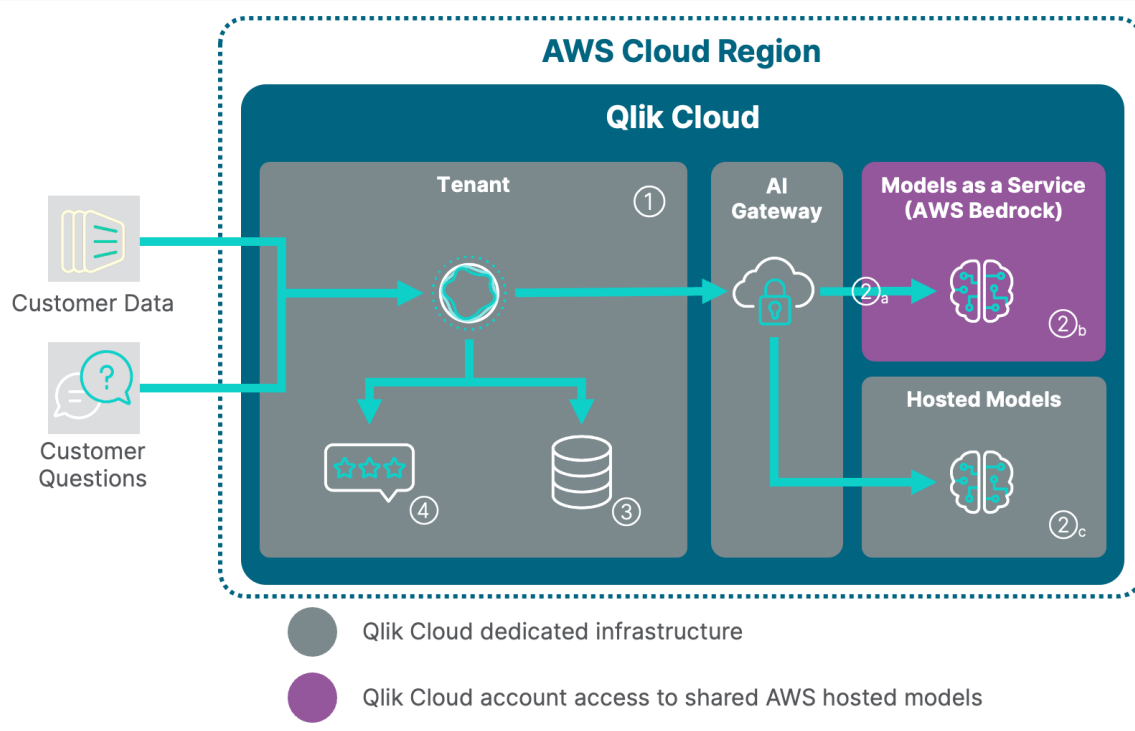 AWS Cloud Region
Qlik Cloud
Tenant
1
AI
Gateway
Models as a Service
(AWS Bedrock)
2a
2b
Customer Data
?
Customer
Questions
Hosted Models
4
3
2c
Qlik Cloud dedicated infrastructure
Qlik Cloud account access to shared AWS hosted models